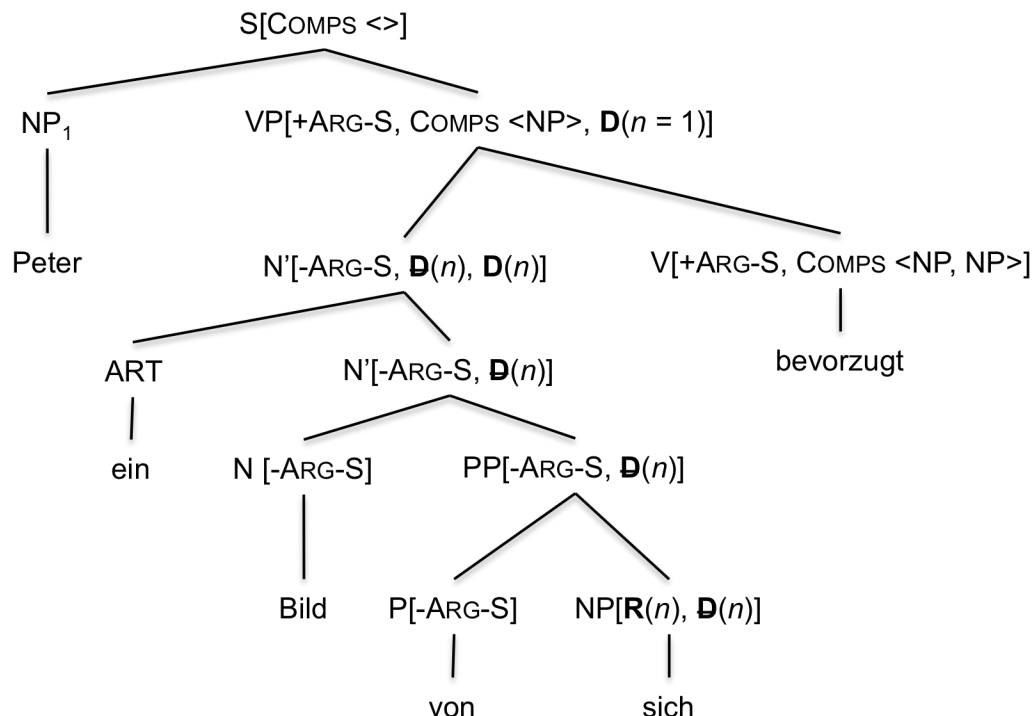 S[COMPS <>]
NP₁ VP[+ARG-S, COMPS <NP>, D(n = 1)]
Peter N’[-ARG-S, D̶(n), D(n)] V[+ARG-S, COMPS <NP, NP>]
ART N’[-ARG-S, D̶(n)] bevorzugt
ein N [-ARG-S] PP[-ARG-S, D̶(n)]
Bild P[-ARG-S] NP[R(n), D̶(n)]
von sich